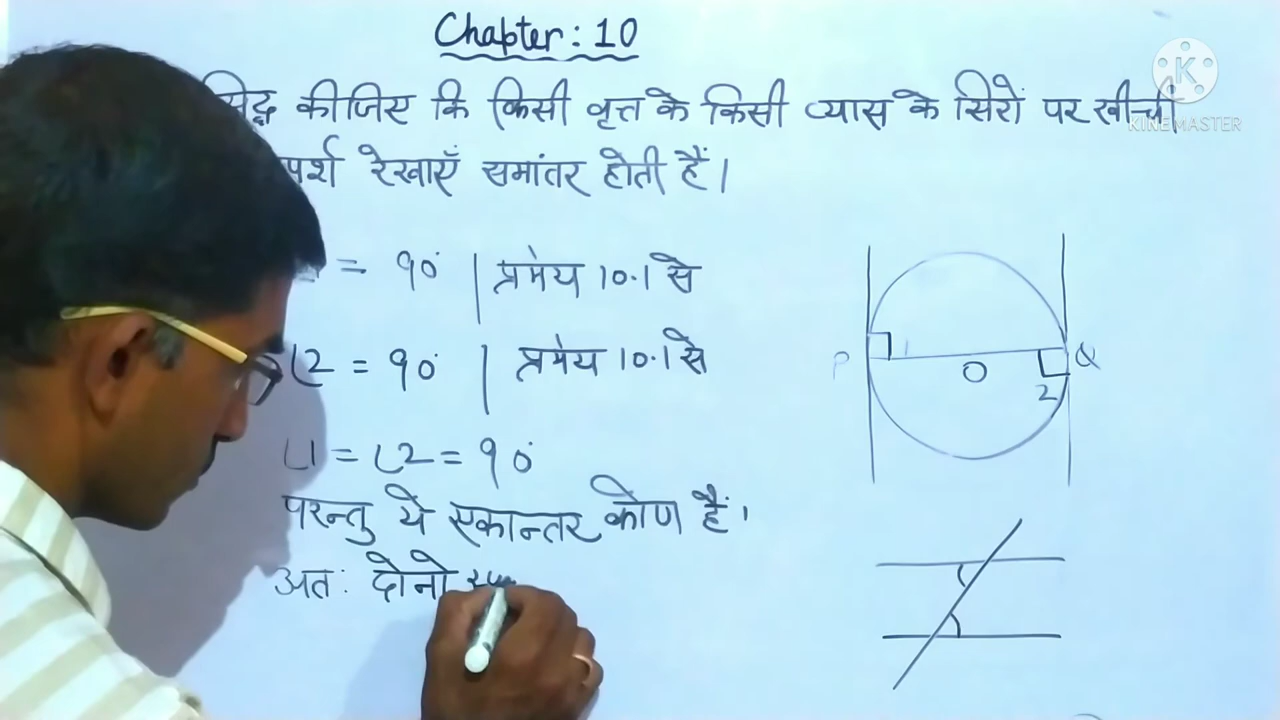 Chapter : 10
सिद्ध कीजिए कि किसी वृत्त के किसी व्यास के सिरों पर खींची
स्पर्श रेखाएँ समांतर होती हैं।
= 90° | प्रमेय 10.1 से
∠2 = 90° | प्रमेय 10.1 से
∠1 = ∠2 = 90°
परन्तु ये एकान्तर कोण हैं।
अतः दोनो
P
1
O
2
Q
K
KINEMASTER